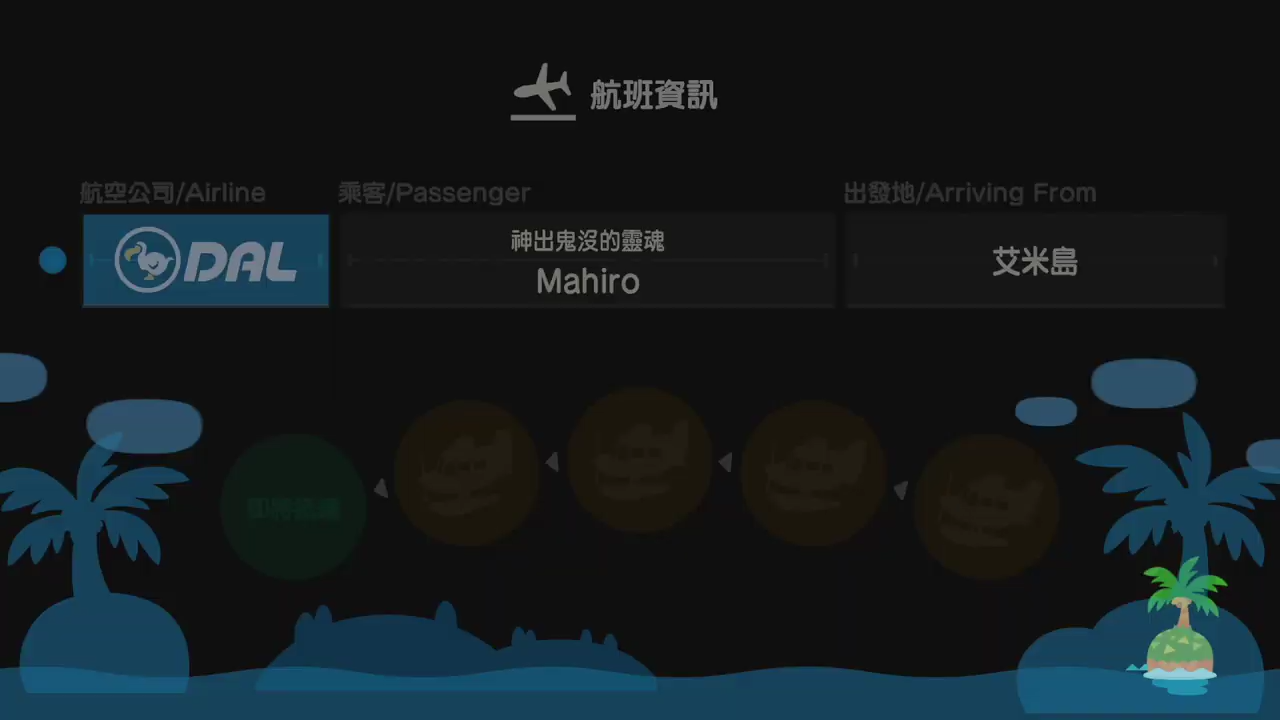 航班資訊
航空公司/Airline
乘客/Passenger
出發地/Arriving From
DAL
神出鬼沒的靈魂
Mahiro
艾米島